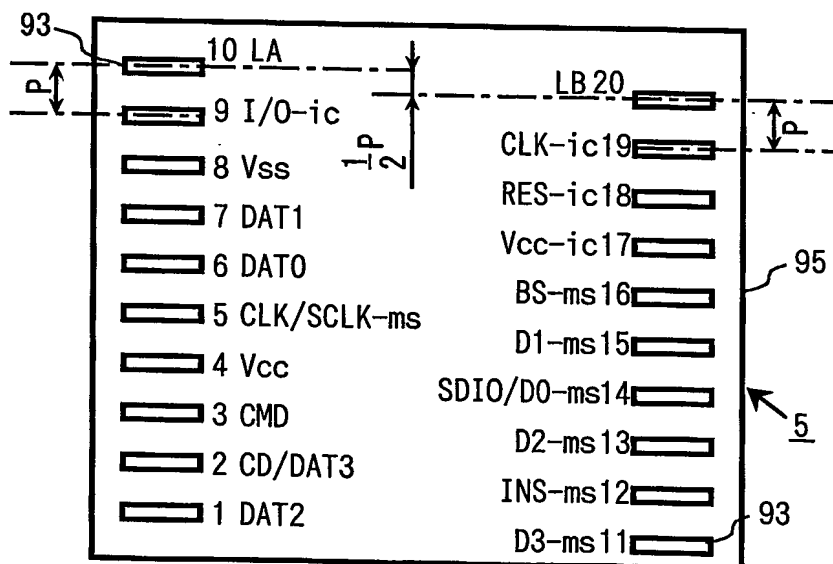 93
10 LA
P
9 I/O-ic
8 Vss
7 DAT1
6 DAT0
5 CLK/SCLK-ms
4 Vcc
3 CMD
2 CD/DAT3
1 DAT2
1/2 P
LB 20
P
CLK-ic19
RES-ic18
Vcc-ic17
95
BS-ms16
D1-ms15
SDIO/D0-ms14
5
D2-ms13
INS-ms12
93
D3-ms11